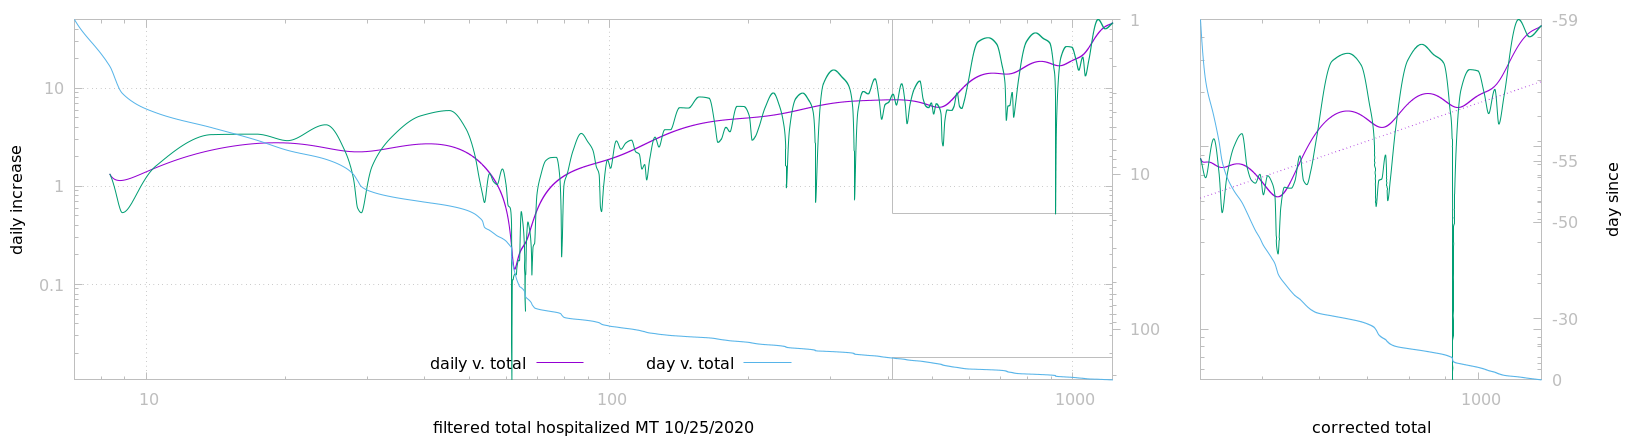 daily increase
10
1
0.1
10
100
1000
1
10
100
daily v. total
day v. total
filtered total hospitalized MT 10/25/2020
-59
-55
-50
-30
0
1000
day since
corrected total